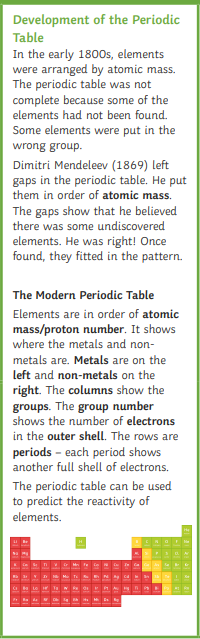 Development of the Periodic
Table
In the early 1800s, elements
were arranged by atomic mass.
The periodic table was not
complete because some of the
elements had not been found.
Some elements were put in the
wrong group.
Dimitri Mendeleev (1869) left
gaps in the periodic table. He put
them in order of atomic mass.
The gaps show that he believed
there was some undiscovered
elements. He was right! Once
found, they fitted in the pattern.
The Modern Periodic Table
Elements are in order of atomic
mass/proton number. It shows
where the metals and non-
metals are. Metals are on the
left and non-metals on the
right. The columns show the
groups. The group number
shows the number of electrons
in the outer shell. The rows are
periods – each period shows
another full shell of electrons.
The periodic table can be used
to predict the reactivity of
elements.